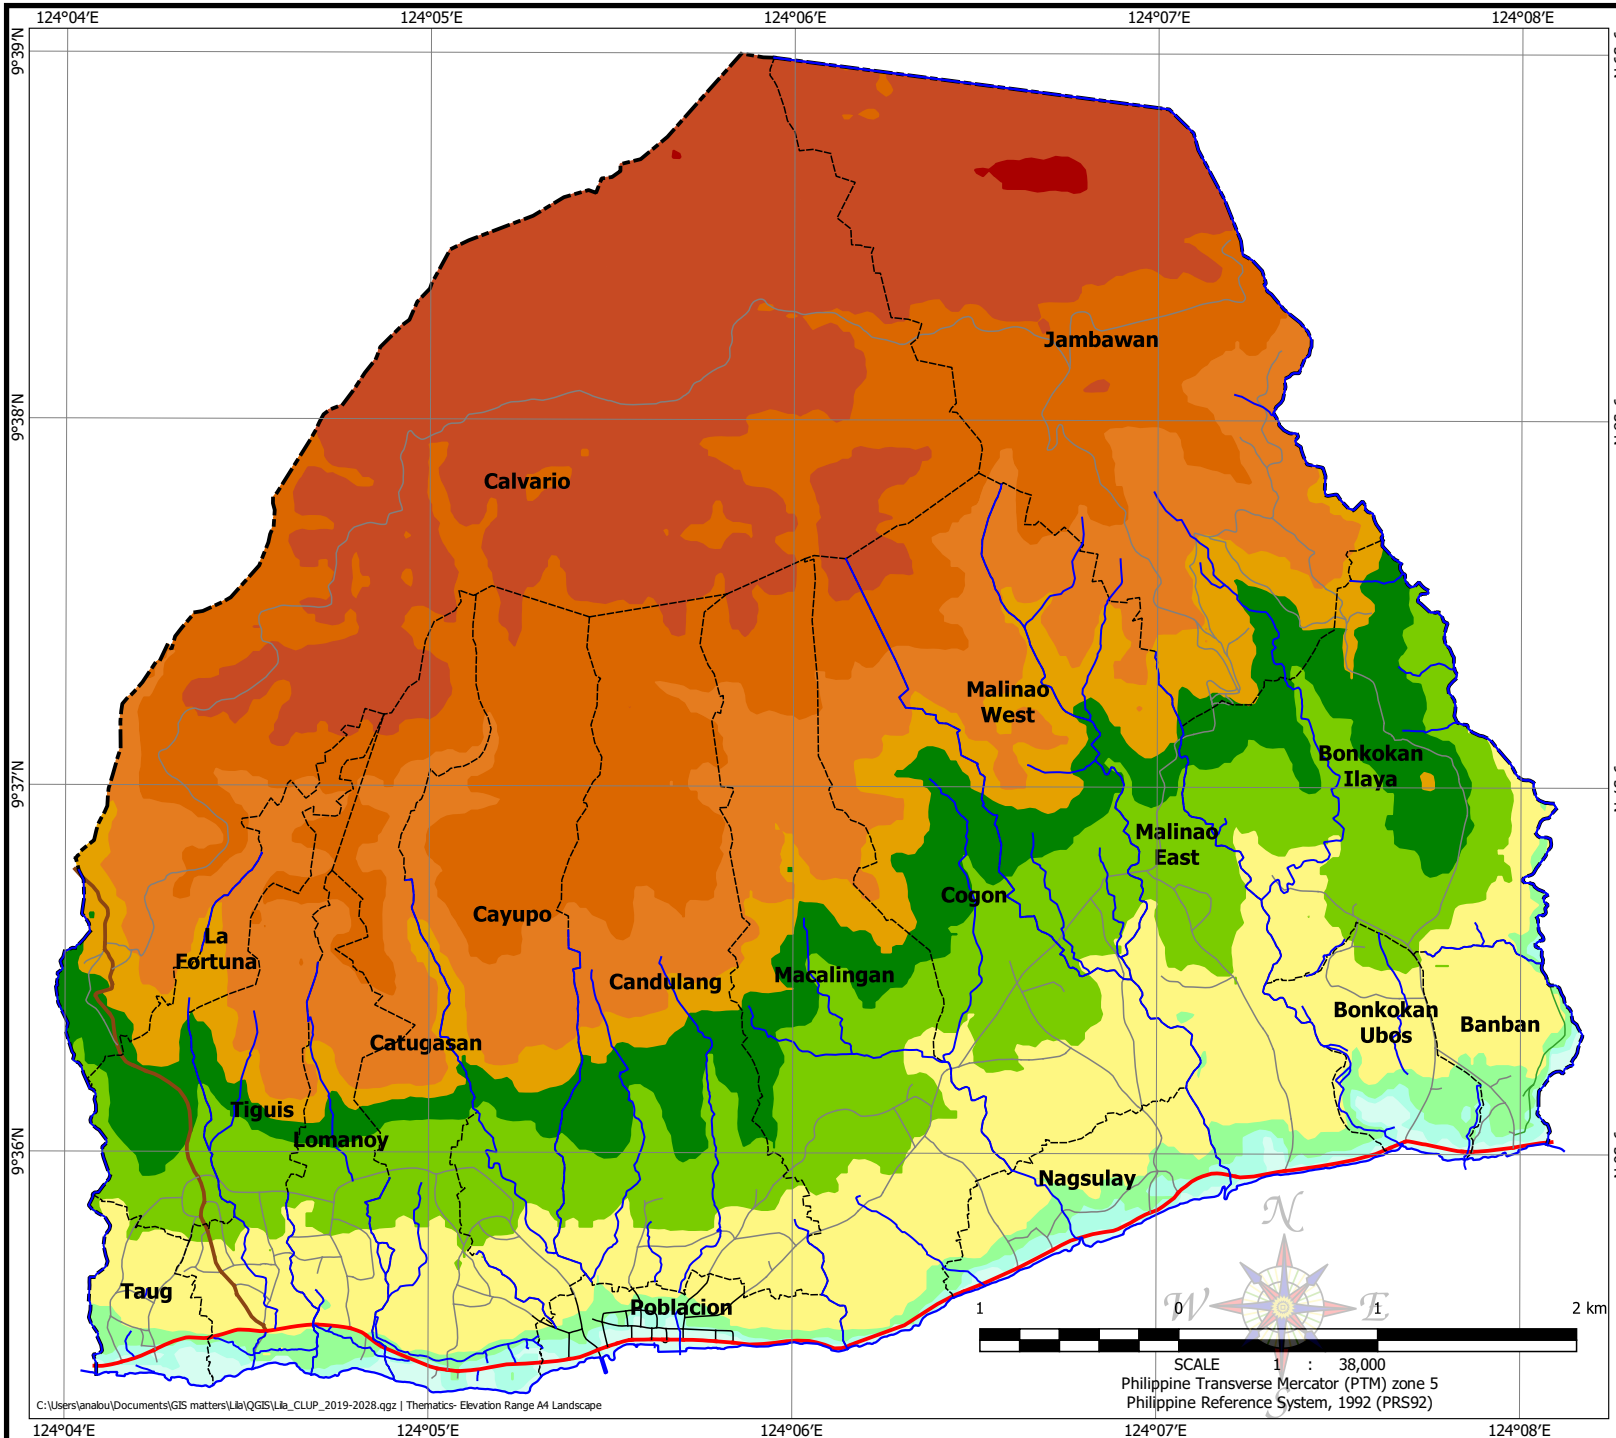 124°04'E
124°05'E
124°06'E
124°07'E
124°08'E
9°39'N
Jambawan
9°38'N
Calvario
Malinao
West
Bonkokan
Ilaya
9°37'N
Malinao
East
Cogon
Cayupo
La
Fortuna
Candulang
Macalingan
Bonkokan
Ubos
Banban
Catugasan
Tiguis
Lomanoy
9°36'N
Nagsulay
N
Taug
Poblacion
W
E
1 0 1 2 km
SCALE 1 : 38,000
Philippine Transverse Mercator (PTM) zone 5
Philippine Reference System, 1992 (PRS92)
S
C:\Users\analou\Documents\GIS matters\Lila\QGIS\Lila_CLUP_2019-2028.qgz | Thematics- Elevation Range A4 Landscape
124°04'E
124°05'E
124°06'E
124°07'E
124°08'E